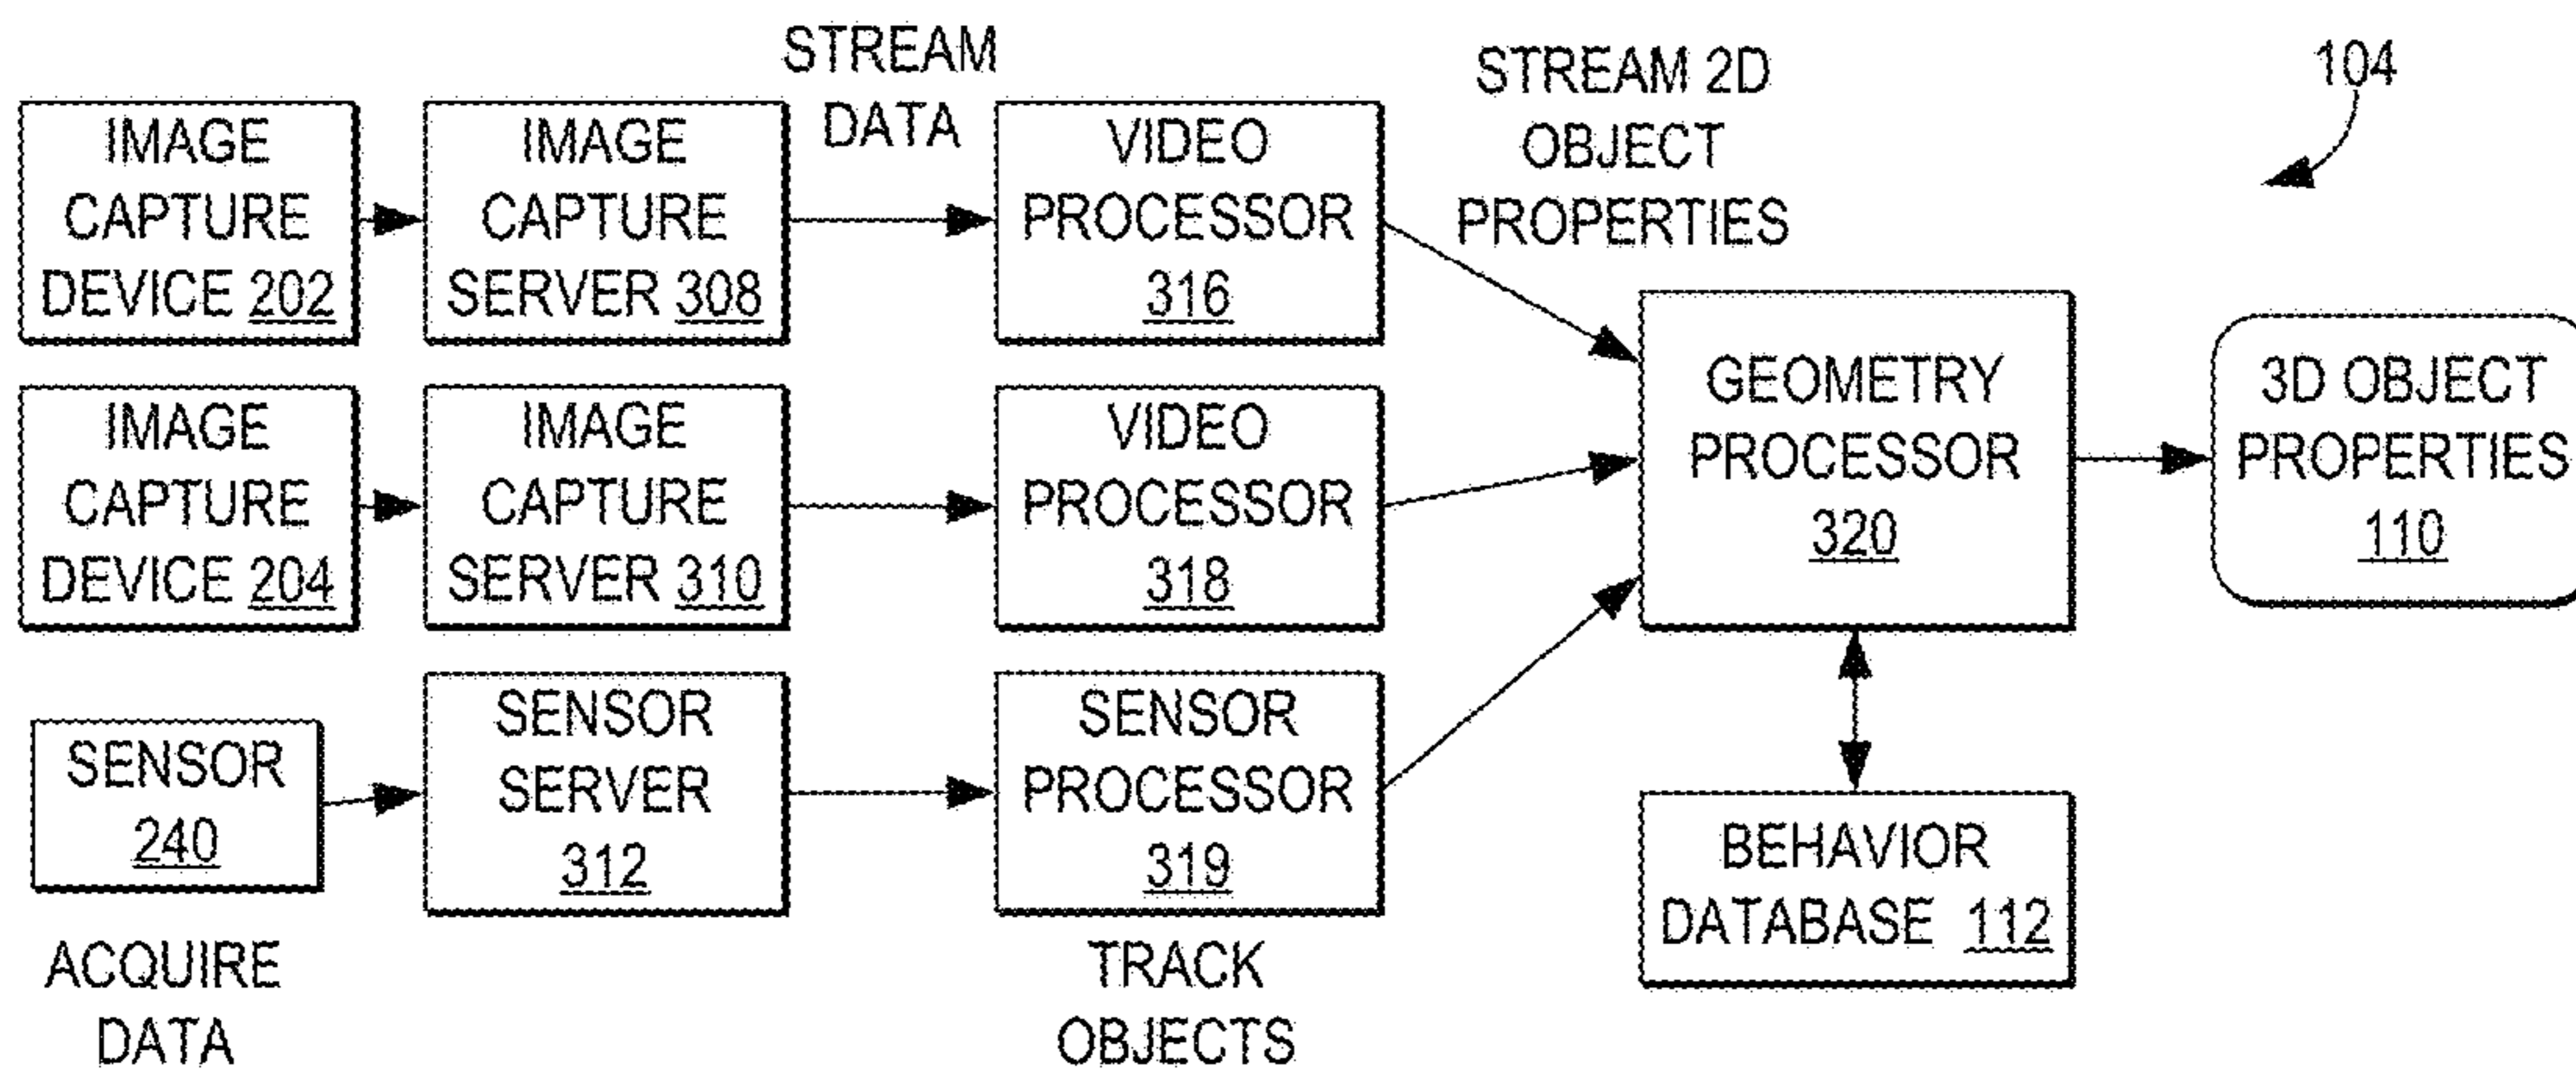 STREAM
DATA
STREAM 2D
OBJECT
PROPERTIES
104
IMAGE
CAPTURE
DEVICE 202
IMAGE
CAPTURE
SERVER 308
VIDEO
PROCESSOR
316
IMAGE
CAPTURE
DEVICE 204
IMAGE
CAPTURE
SERVER 310
VIDEO
PROCESSOR
318
GEOMETRY
PROCESSOR
320
3D OBJECT
PROPERTIES
110
SENSOR
240
SENSOR
SERVER
312
SENSOR
PROCESSOR
319
BEHAVIOR
DATABASE 112
ACQUIRE
DATA
TRACK
OBJECTS